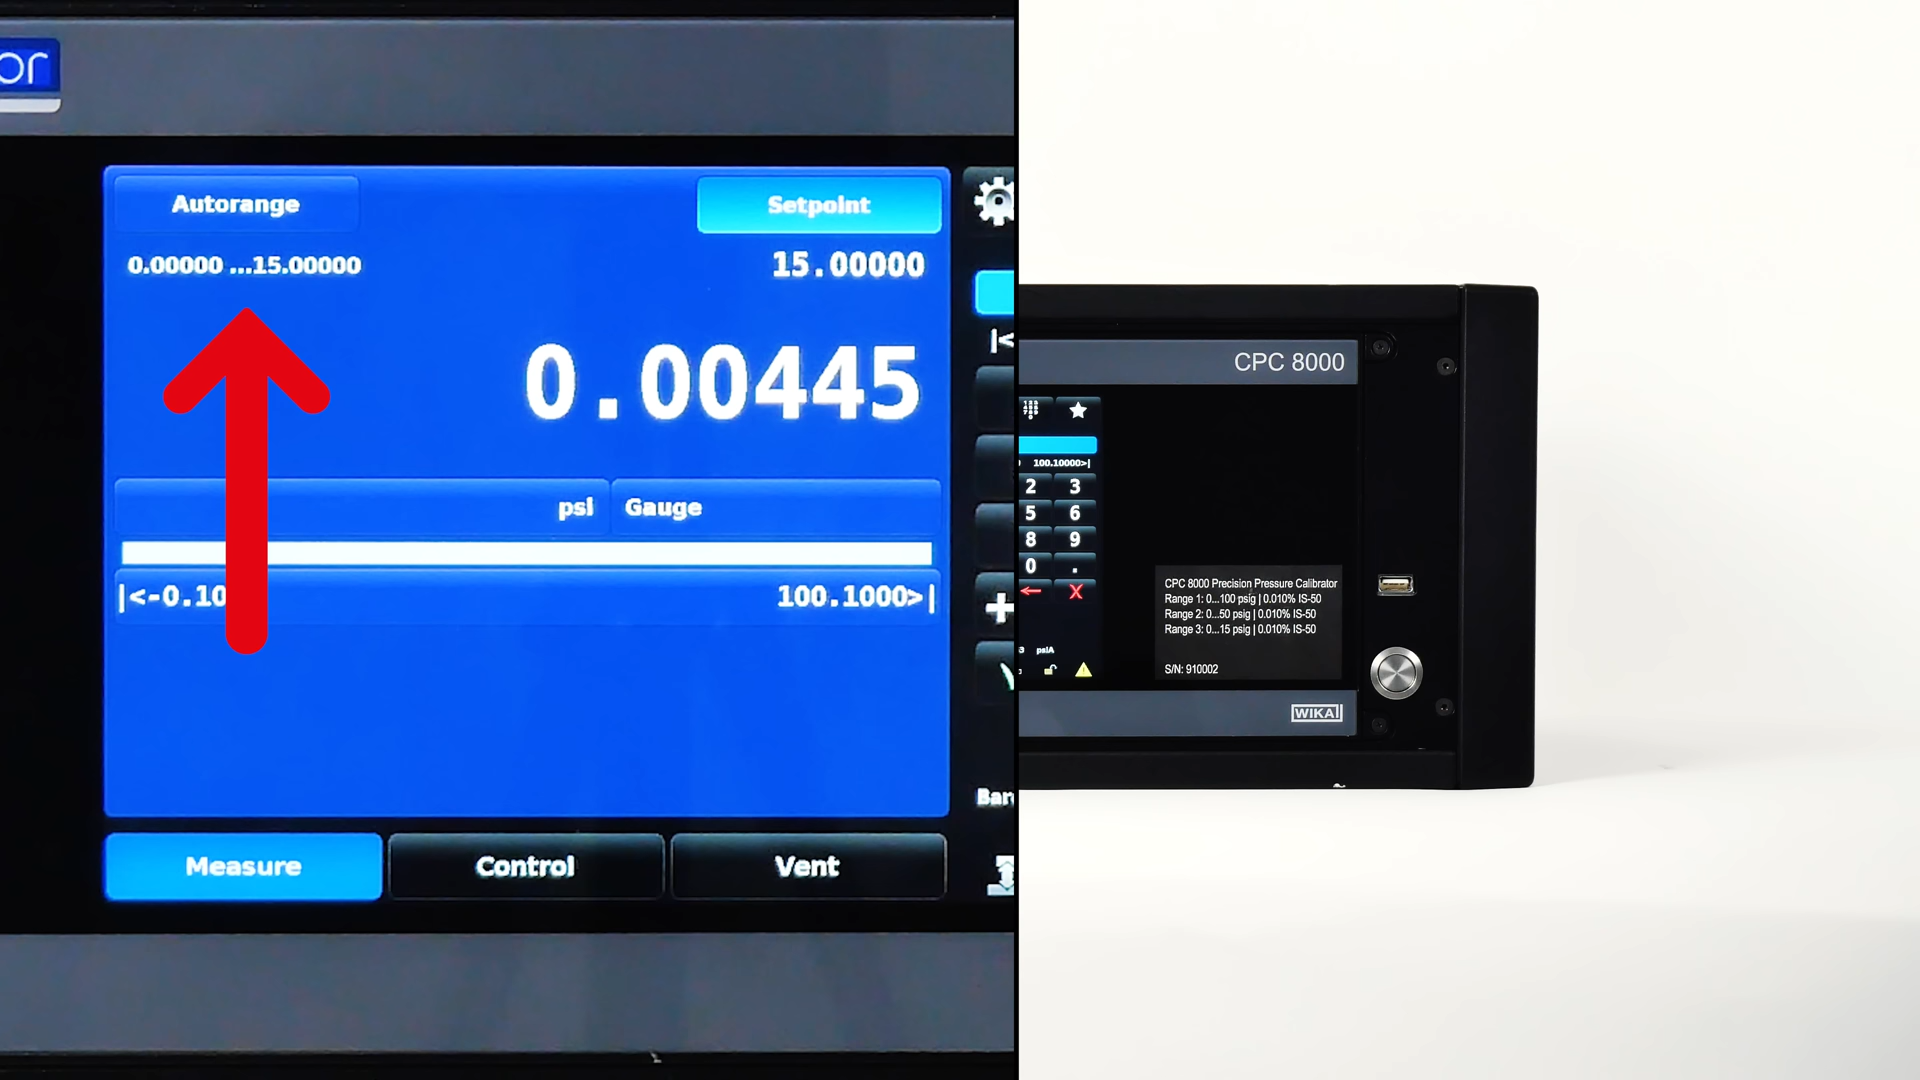 or
Autorange
Setpoint
0.00000 ...15.00000
15.00000
0.00445
psi
Gauge
|<-0.10
100.1000>|
Measure
Control
Vent
|<
CPC 8000
100.10000>|
2 3
5 6
8 9
0 .
X
psiA
CPC 8000 Precision Pressure Calibrator
Range 1: 0...100 psig | 0.010% IS-50
Range 2: 0...50 psig | 0.010% IS-50
Range 3: 0...15 psig | 0.010% IS-50
S/N: 910002
WIKAI